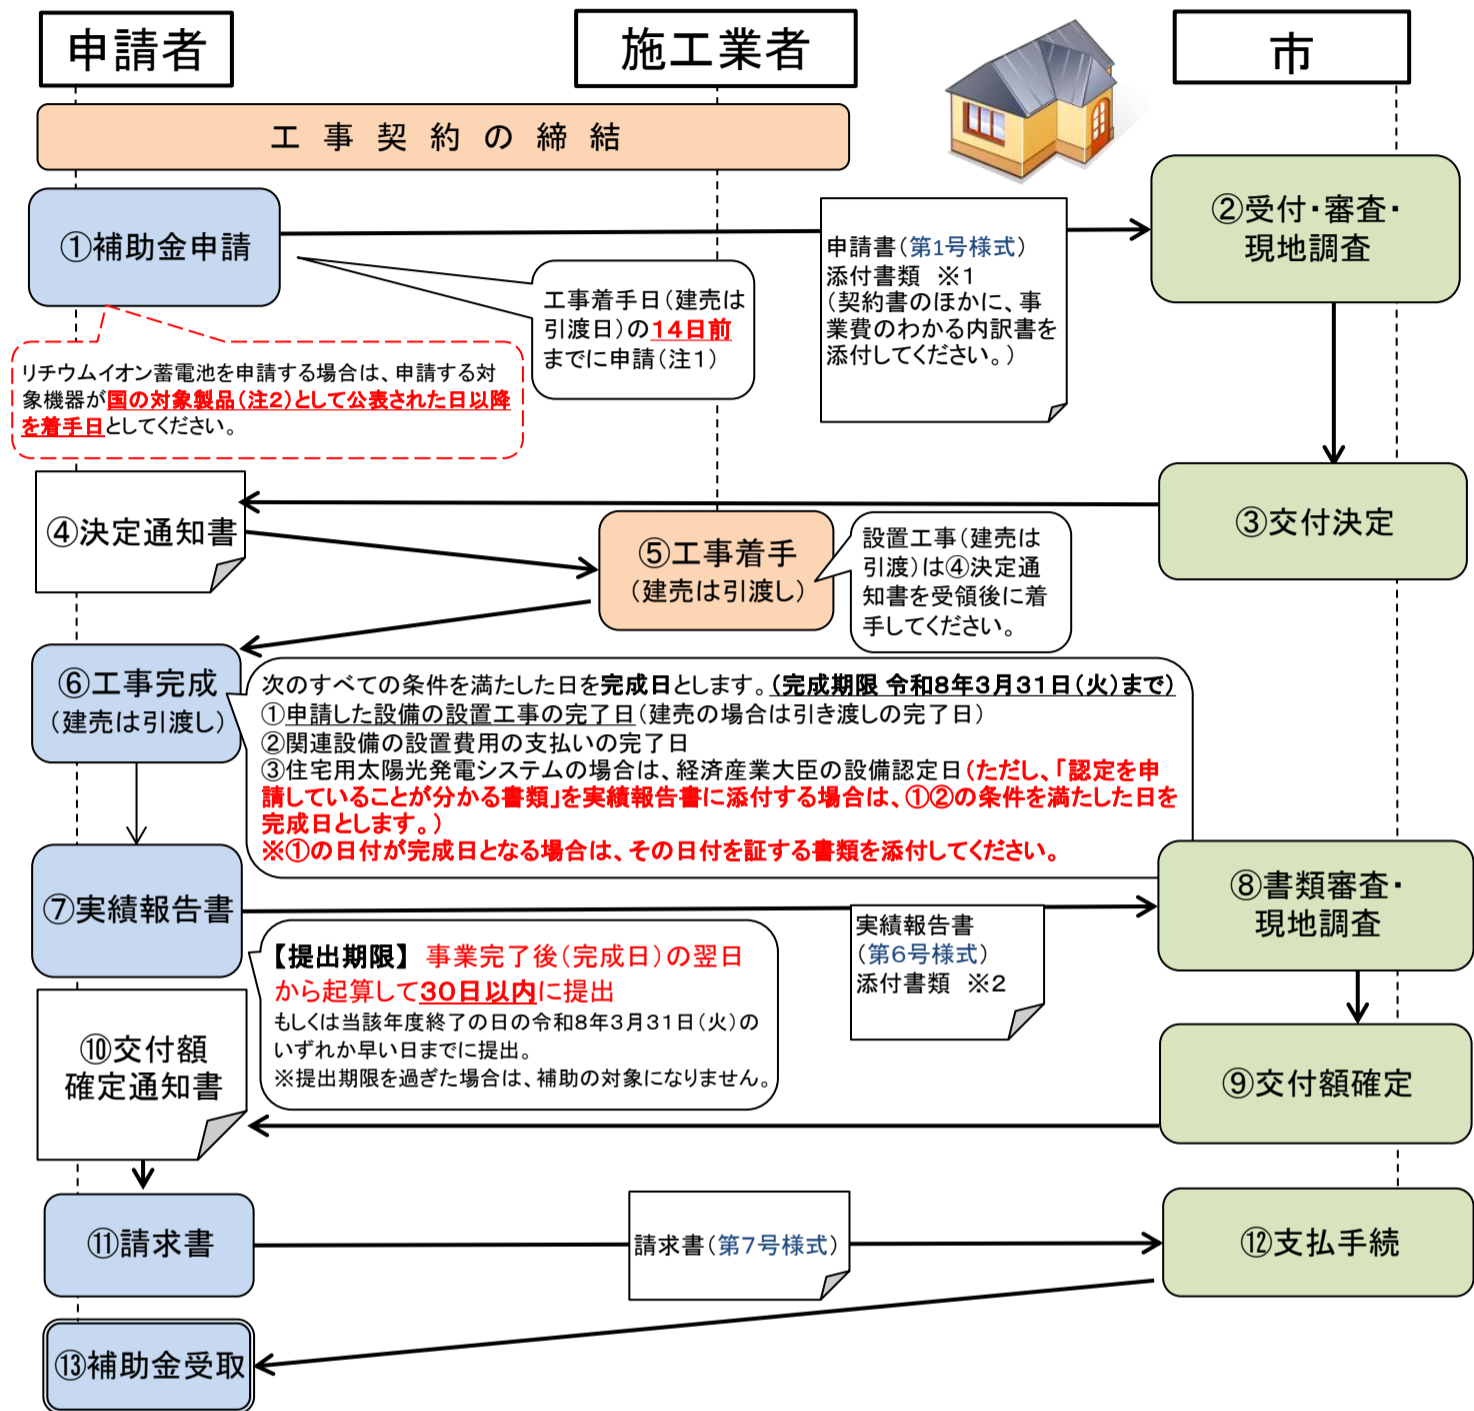 申請者
施工業者
市
工事契約の締結
①補助金申請
申請書(第1号様式)
添付書類 ※1
(契約書のほかに、事
業費のわかる内訳書を
添付してください。)
②受付・審査・
現地調査
工事着手日(建売は
引渡日)の14日前
までに申請(注1)
リチウムイオン蓄電池を申請する場合は、申請する対
象機器が国の対象製品(注2)として公表された日以降
を着手日としてください。
③交付決定
④決定通知書
⑤工事着手
(建売は引渡し)
設置工事(建売は
引渡)は④決定通
知書を受領後に着
手してください。
⑥工事完成
(建売は引渡し)
次のすべての条件を満たした日を完成日とします。(完成期限 令和8年3月31日(火)まで)
①申請した設備の設置工事の完了日(建売の場合は引き渡しの完了日)
②関連設備の設置費用の支払いの完了日
③住宅用太陽光発電システムの場合は、経済産業大臣の設備認定日(ただし、「認定を申
請していることが分かる書類」を実績報告書に添付する場合は、①②の条件を満たした日を
完成日とします。)
※①の日付が完成日となる場合は、その日付を証する書類を添付してください。
⑦実績報告書
実績報告書
(第6号様式)
添付書類 ※2
⑧書類審査・
現地調査
【提出期限】 事業完了後(完成日)の翌日
から起算して30日以内に提出
もしくは当該年度終了の日の令和8年3月31日(火)の
いずれか早い日までに提出。
※提出期限を過ぎた場合は、補助の対象になりません。
⑨交付額確定
⑩交付額
確定通知書
⑪請求書
請求書(第7号様式)
⑫支払手続
⑬補助金受取